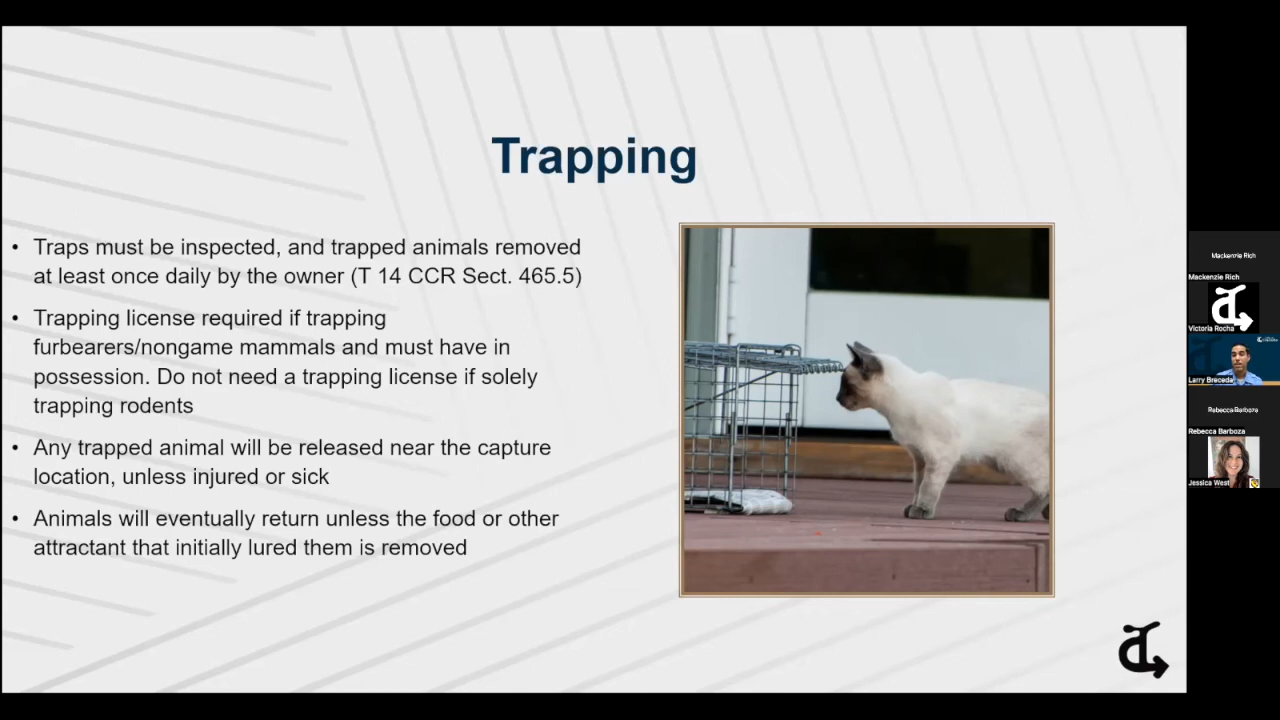 Trapping
• Traps must be inspected, and trapped animals removed
at least once daily by the owner (T 14 CCR Sect. 465.5)
• Trapping license required if trapping
furbearers/nongame mammals and must have in
possession. Do not need a trapping license if solely
trapping rodents
• Any trapped animal will be released near the capture
location, unless injured or sick
• Animals will eventually return unless the food or other
attractant that initially lured them is removed
Mackenzie Rich
Mackenzie Rich
Victoria Rocha
Larry Breceda
Rebecca Barboza
Rebecca Barboza
Jessica West